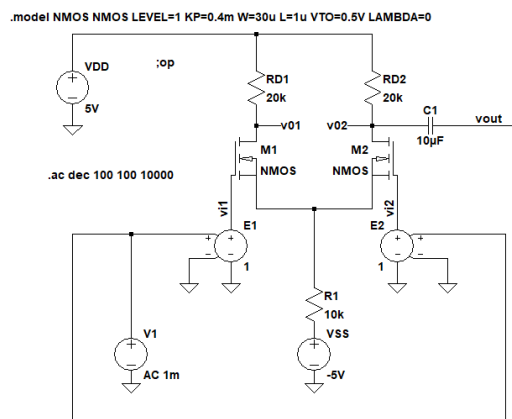 .model NMOS NMOS LEVEL=1 KP=0.4m W=30u L=1u VTO=0.5V LAMBDA=0
VDD
5V
;op
RD1
20k
RD2
20k
C1
10µF
vout
v01
v02
M1
NMOS
M2
NMOS
.ac dec 100 100 10000
vi1
vi2
E1
1
E2
1
R1
10k
V1
AC 1m
VSS
-5V